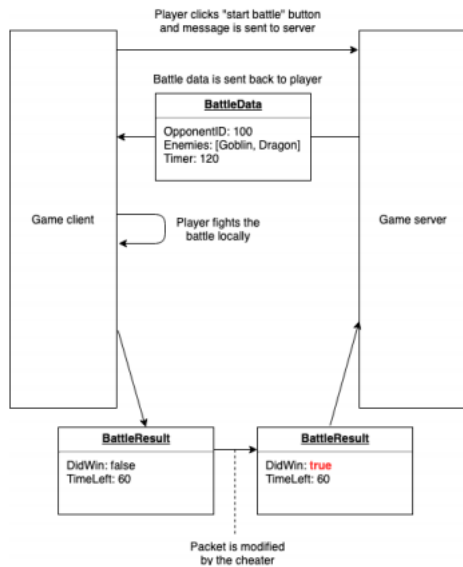 Player clicks "start battle" button
and message is sent to server
Battle data is sent back to player
BattleData
OpponentID: 100
Enemies: [Goblin, Dragon]
Timer: 120
Game client
Player fights the
battle locally
Game server
BattleResult
DidWin: false
TimeLeft: 60
BattleResult
DidWin: true
TimeLeft: 60
Packet is modified
by the cheater